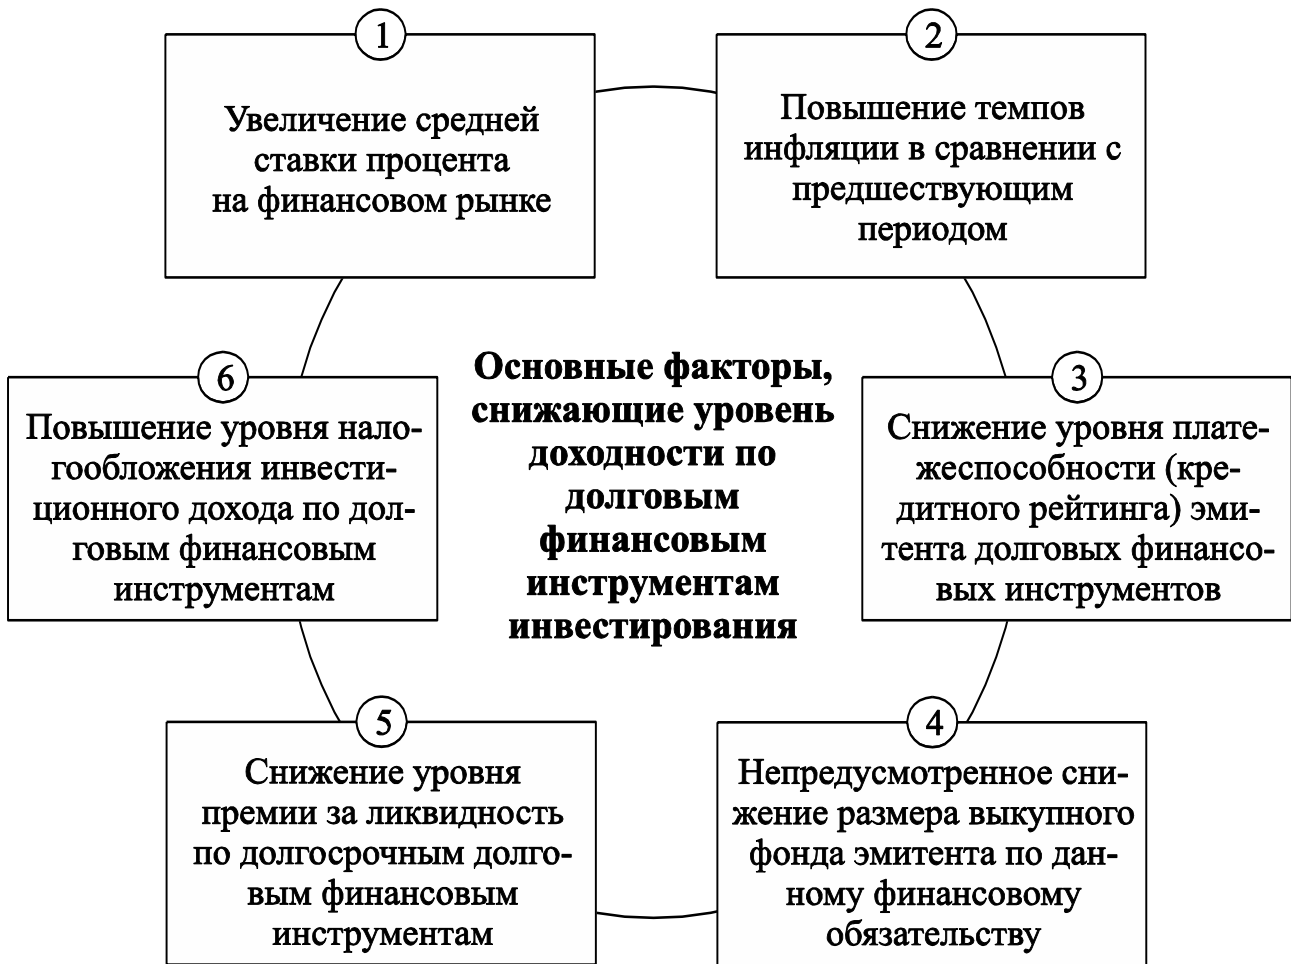 1
Увеличение средней
ставки процента
на финансовом рынке
2
Повышение темпов
инфляции в сравнении с
предшествующим
периодом
Основные факторы,
снижающие уровень
доходности по
долговым
финансовым
инструментам
инвестирования
3
Снижение уровня плате-
жеспособности (кре-
дитного рейтинга) эми-
тента долговых финансо-
вых инструментов
4
Непредусмотренное сни-
жение размера выкупного
фонда эмитента по дан-
ному финансовому
обязательству
5
Снижение уровня
премии за ликвидность
по долгосрочным долго-
вым финансовым
инструментам
6
Повышение уровня нало-
гообложения инвести-
ционного дохода по дол-
говым финансовым
инструментам